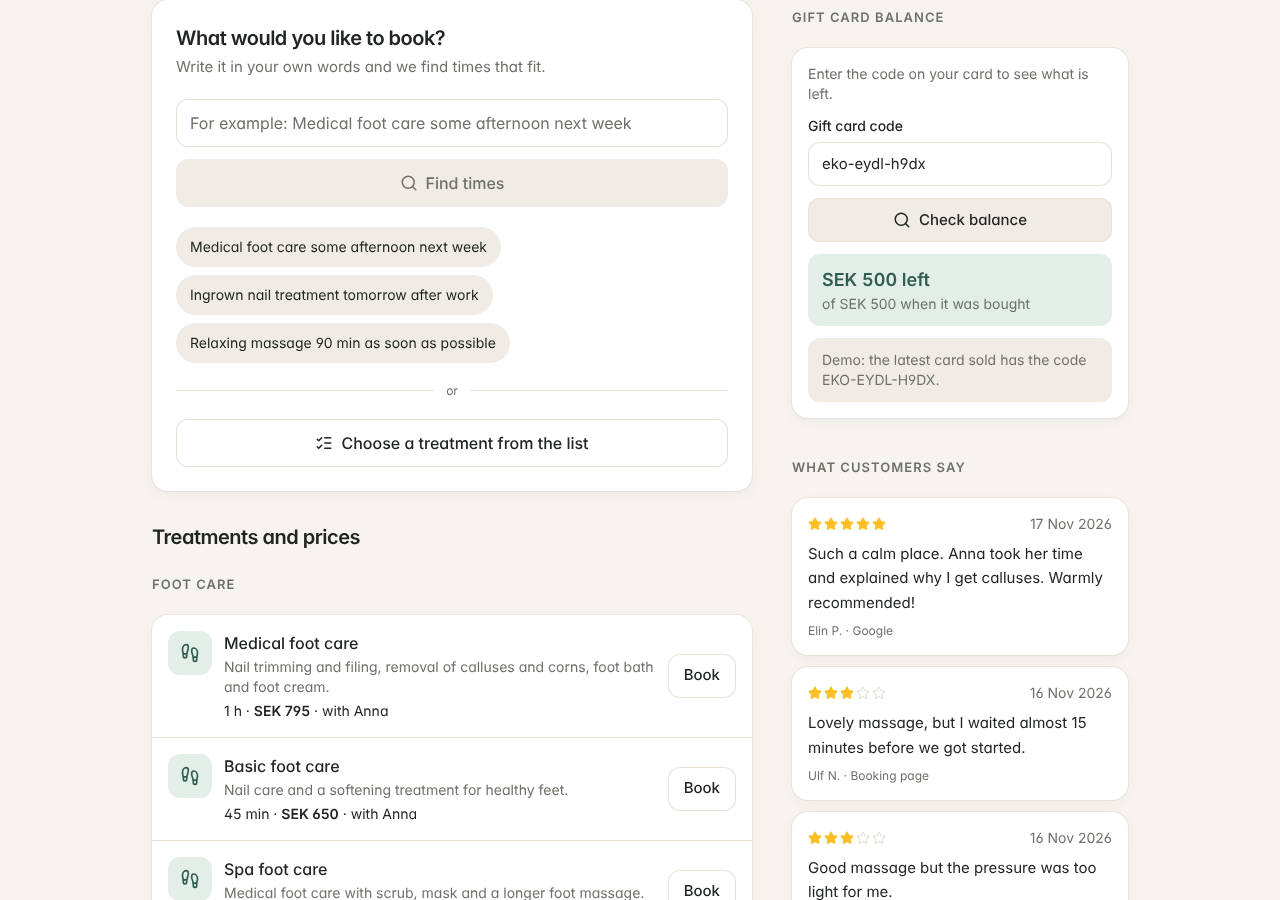 What would you like to book?
Write it in your own words and we find times that fit.
For example: Medical foot care some afternoon next week
Find times
Medical foot care some afternoon next week
Ingrown nail treatment tomorrow after work
Relaxing massage 90 min as soon as possible
or
Choose a treatment from the list
Treatments and prices
FOOT CARE
Medical foot care
Nail trimming and filing, removal of calluses and corns, foot bath
and foot cream.
1 h · SEK 795 · with Anna
Book
Basic foot care
Nail care and a softening treatment for healthy feet.
45 min · SEK 650 · with Anna
Book
Spa foot care
Medical foot care with scrub, mask and a longer foot massage.
Book
GIFT CARD BALANCE
Enter the code on your card to see what is
left.
Gift card code
eko-eydl-h9dx
Check balance
SEK 500 left
of SEK 500 when it was bought
Demo: the latest card sold has the code
EKO-EYDL-H9DX.
WHAT CUSTOMERS SAY
17 Nov 2026
Such a calm place. Anna took her time
and explained why I get calluses. Warmly
recommended!
Elin P. · Google
16 Nov 2026
Lovely massage, but I waited almost 15
minutes before we got started.
Ulf N. · Booking page
16 Nov 2026
Good massage but the pressure was too
light for me.